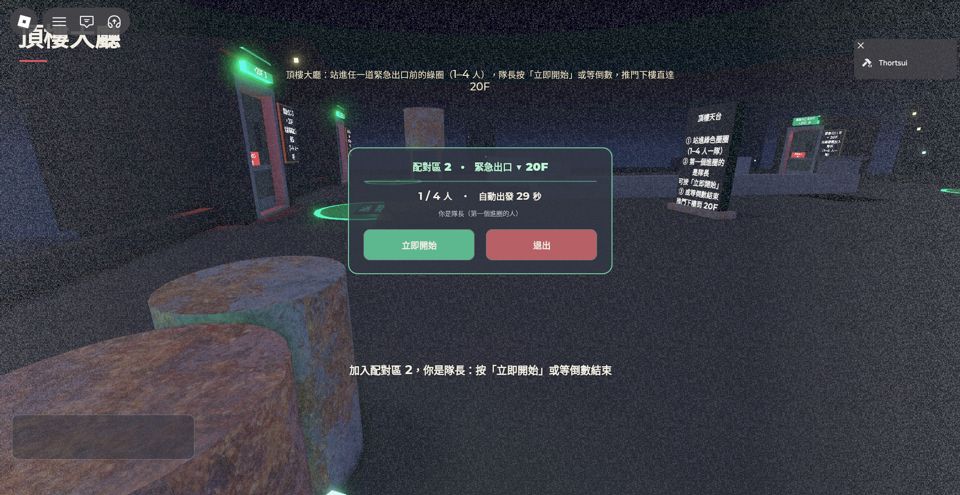 頂樓大廳
Thortsui
頂樓大廳：站進任一道緊急出口前的綠圈（1–4 人），隊長按「立即開始」或等倒數，推門下樓直達
20F
頂樓天台
① 站進綠色圈圈
（1–4 人一隊）
② 第一個進圈的
是隊長
可按「立即開始」
③ 或等倒數結束
推門下樓到 20F
配對區 2 • 緊急出口 ▾ 20F
1 / 4 人 • 自動出發 29 秒
你是隊長（第一個進圈的人）
立即開始
退出
加入配對區 2，你是隊長：按「立即開始」或等倒數結束